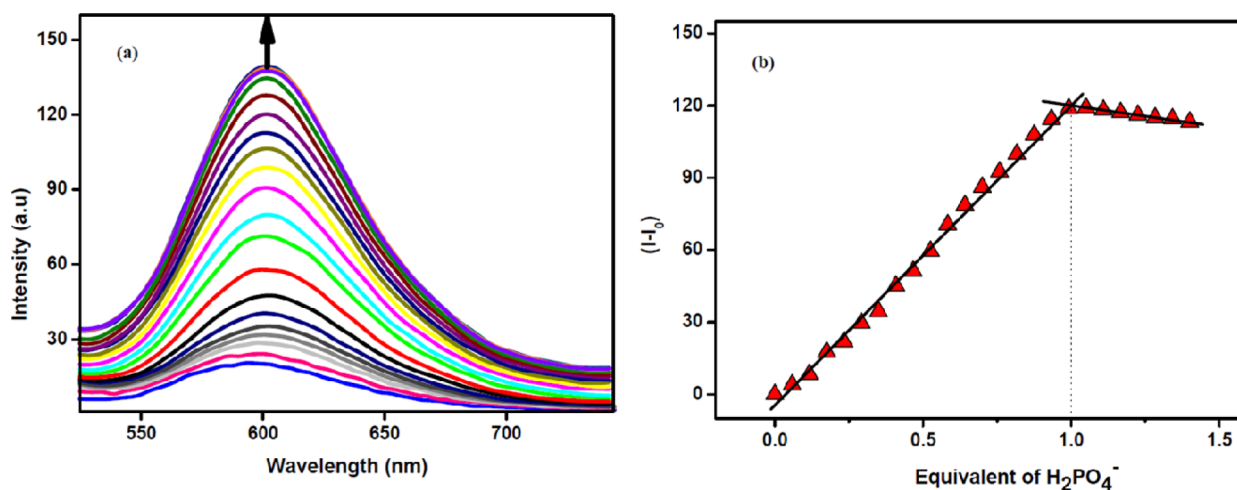 (a)
150
120
90
60
30
Intensity (a.u)
550 600 650 700
Wavelength (nm)
(b)
150
120
90
60
30
0
(I-I₀)
0.0 0.5 1.0 1.5
Equivalent of H₂PO₄⁻